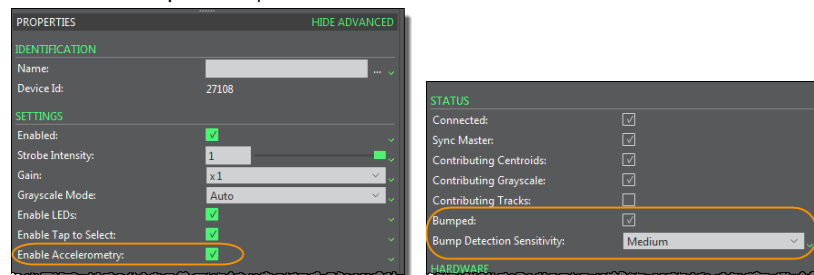 PROPERTIES HIDE ADVANCED
IDENTIFICATION
Name: ...
Device Id: 27108
SETTINGS
Enabled:
Strobe Intensity: 1
Gain: x1
Grayscale Mode: Auto
Enable LEDs:
Enable Tap to Select:
Enable Accelerometry:
STATUS
Connected:
Sync Master:
Contributing Centroids:
Contributing Grayscale:
Contributing Tracks:
Bumped:
Bump Detection Sensitivity: Medium
HARDWARE